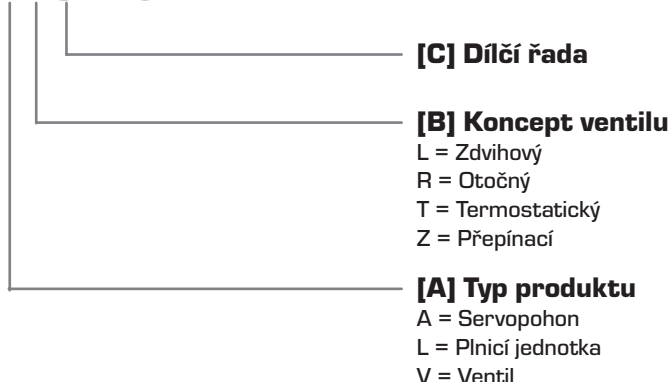 [C] Dílčí řada
[B] Koncept ventilu
L = Zdvihový
R = Otočný
T = Termostatický
Z = Přepínací
[A] Typ produktu
A = Servopohon
L = Plnicí jednotka
V = Ventil